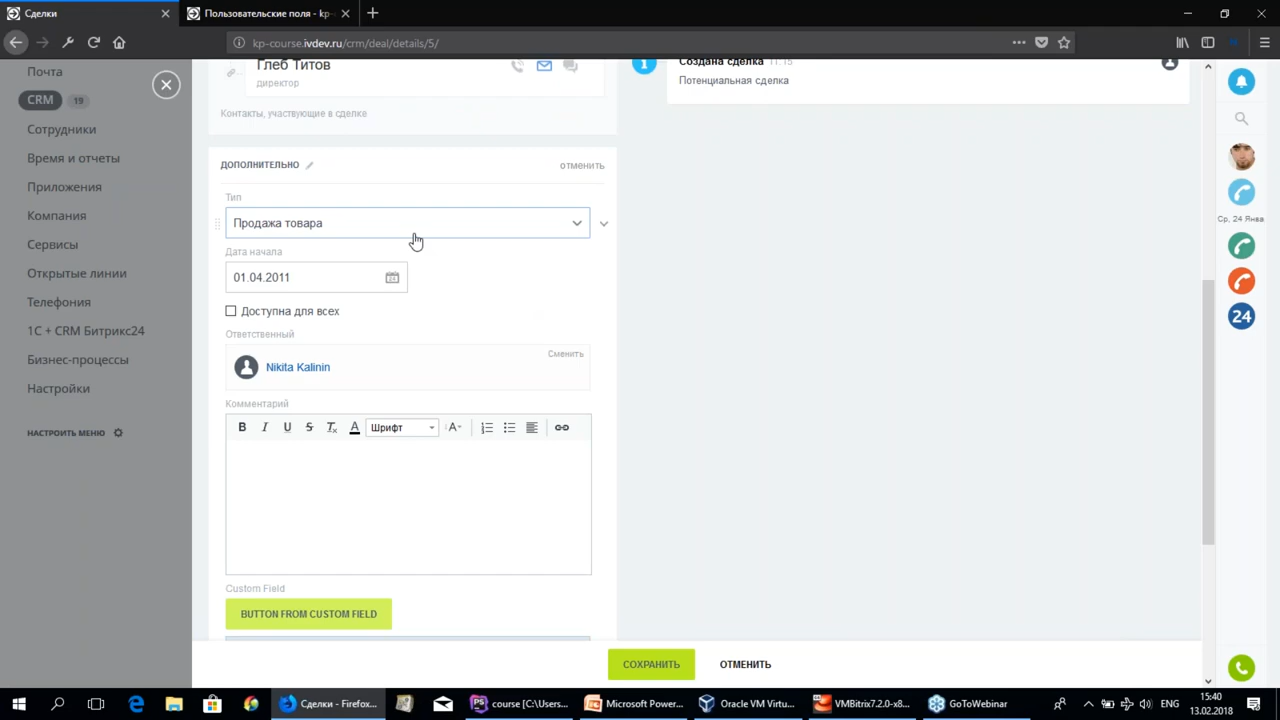 Сделки
Пользовательские поля - kp-
kp-course.ivdev.ru/crm/deal/details/5/
Почта
CRM 19
Сотрудники
Время и отчеты
Приложения
Компания
Сервисы
Открытые линии
Телефония
1С + CRM Битрикс24
Бизнес-процессы
Настройки
НАСТРОИТЬ МЕНЮ
Глеб Титов
директор
Контакты, участвующие в сделке
ДОПОЛНИТЕЛЬНО
отменить
Тип
Продажа товара
Дата начала
01.04.2011
Доступна для всех
Ответственный
Сменить
Nikita Kalinin
Комментарий
B I U S Tx A Шрифт A
Custom Field
BUTTON FROM CUSTOM FIELD
СОХРАНИТЬ
ОТМЕНИТЬ
Создана сделка 11:15
Потенциальная сделка
Ср, 24 Янва
24
Сделки - Firefox...
course [C:\Users...
Microsoft Power...
Oracle VM Virtu...
VMBitrix7.2.0-x8...
GoToWebinar
ENG
15:40
13.02.2018